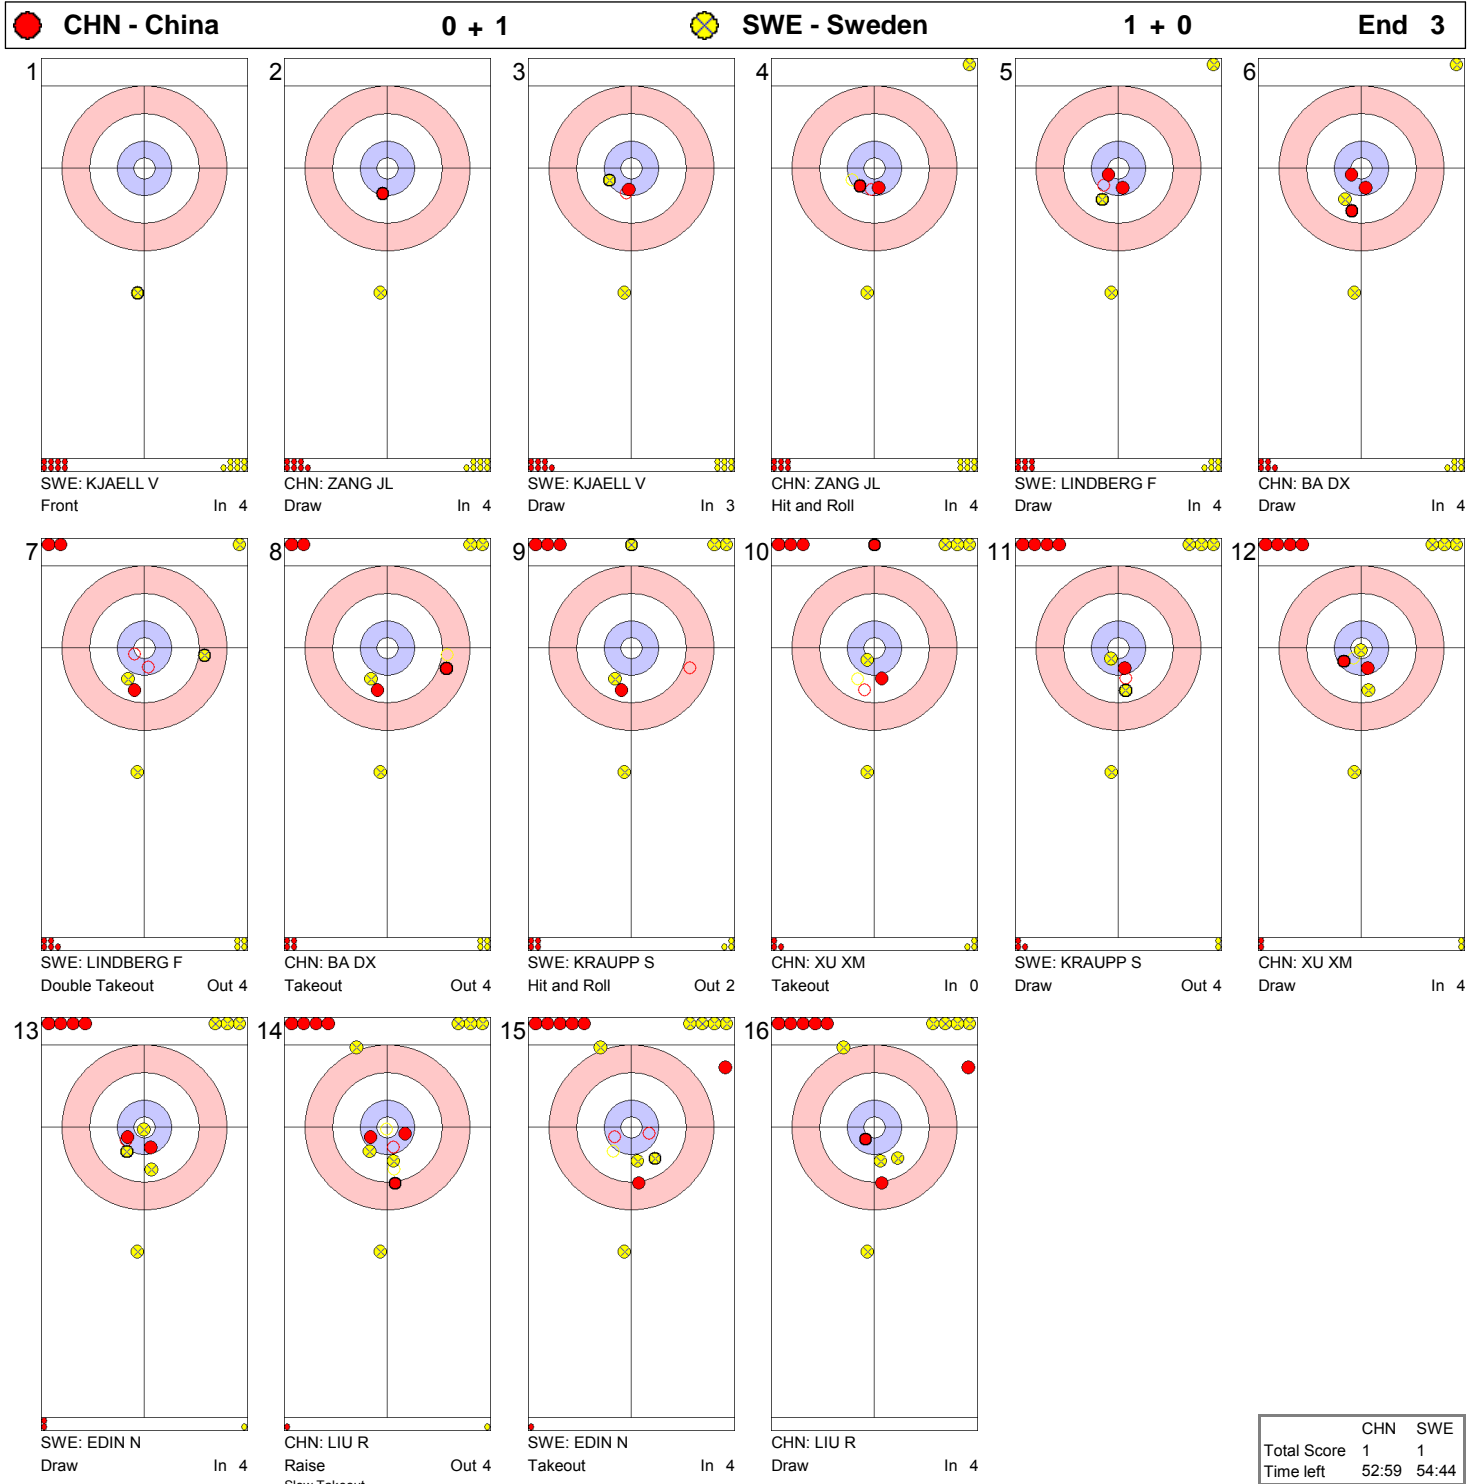 CHN - China 0 + 1 SWE - Sweden 1 + 0 End 3
1 2 3 4 5 6
SWE: KJAELL V CHN: ZANG JL SWE: KJAELL V CHN: ZANG JL SWE: LINDBERG F CHN: BA DX
Front In 4 Draw In 4 Draw In 3 Hit and Roll In 4 Draw In 4 Draw In 4
7 8 9 10 11 12
SWE: LINDBERG F CHN: BA DX SWE: KRAUPP S CHN: XU XM SWE: KRAUPP S CHN: XU XM
Double Takeout Out 4 Takeout Out 4 Hit and Roll Out 2 Takeout In 0 Draw Out 4 Draw In 4
13 14 15 16
SWE: EDIN N CHN: LIU R SWE: EDIN N CHN: LIU R
Draw In 4 Raise Out 4 Takeout In 4 Draw In 4
CHN SWE
Total Score 1 1
Time left 52:59 54:44